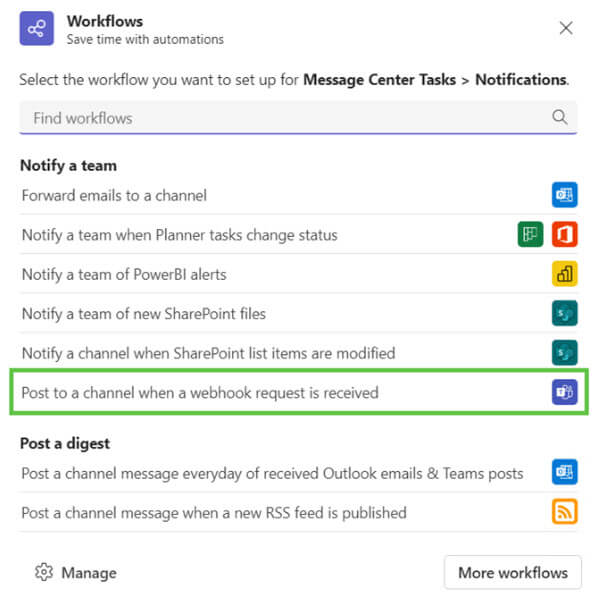 Workflows
Save time with automations
Select the workflow you want to set up for Message Center Tasks > Notifications.
Find workflows
Notify a team
Forward emails to a channel
Notify a team when Planner tasks change status
Notify a team of PowerBI alerts
Notify a team of new SharePoint files
Notify a channel when SharePoint list items are modified
Post to a channel when a webhook request is received
Post a digest
Post a channel message everyday of received Outlook emails & Teams posts
Post a channel message when a new RSS feed is published
Manage
More workflows